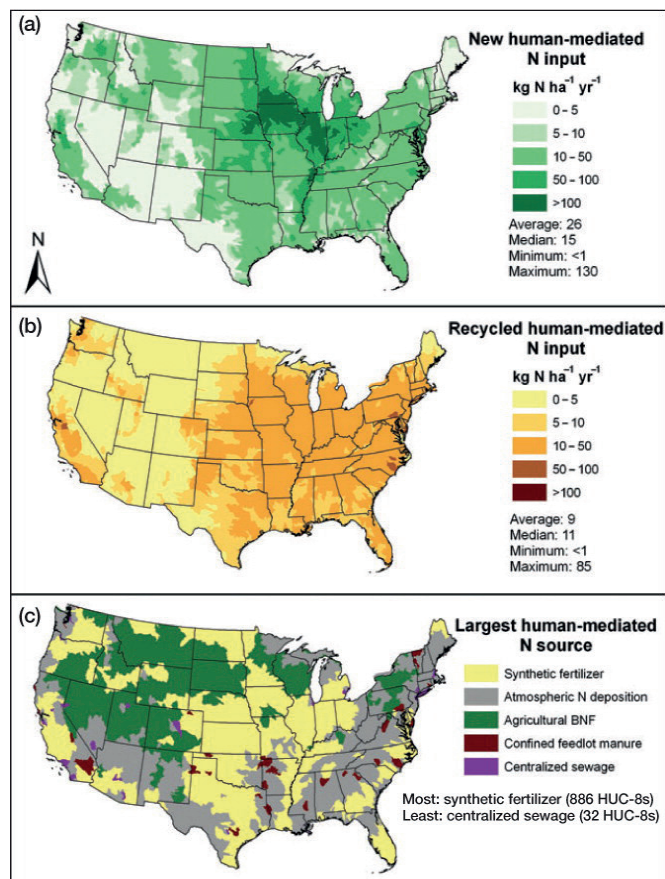 (a)
New human-mediated
N input
kg N ha⁻¹ yr⁻¹
0 – 5
5 – 10
10 – 50
50 – 100
>100
Average: 26
Median: 15
Minimum: <1
Maximum: 130
N
(b)
Recycled human-mediated
N input
kg N ha⁻¹ yr⁻¹
0 – 5
5 – 10
10 – 50
50 – 100
>100
Average: 9
Median: 11
Minimum: <1
Maximum: 85
(c)
Largest human-mediated
N source
Synthetic fertilizer
Atmospheric N deposition
Agricultural BNF
Confined feedlot manure
Centralized sewage
Most: synthetic fertilizer (886 HUC-8s)
Least: centralized sewage (32 HUC-8s)